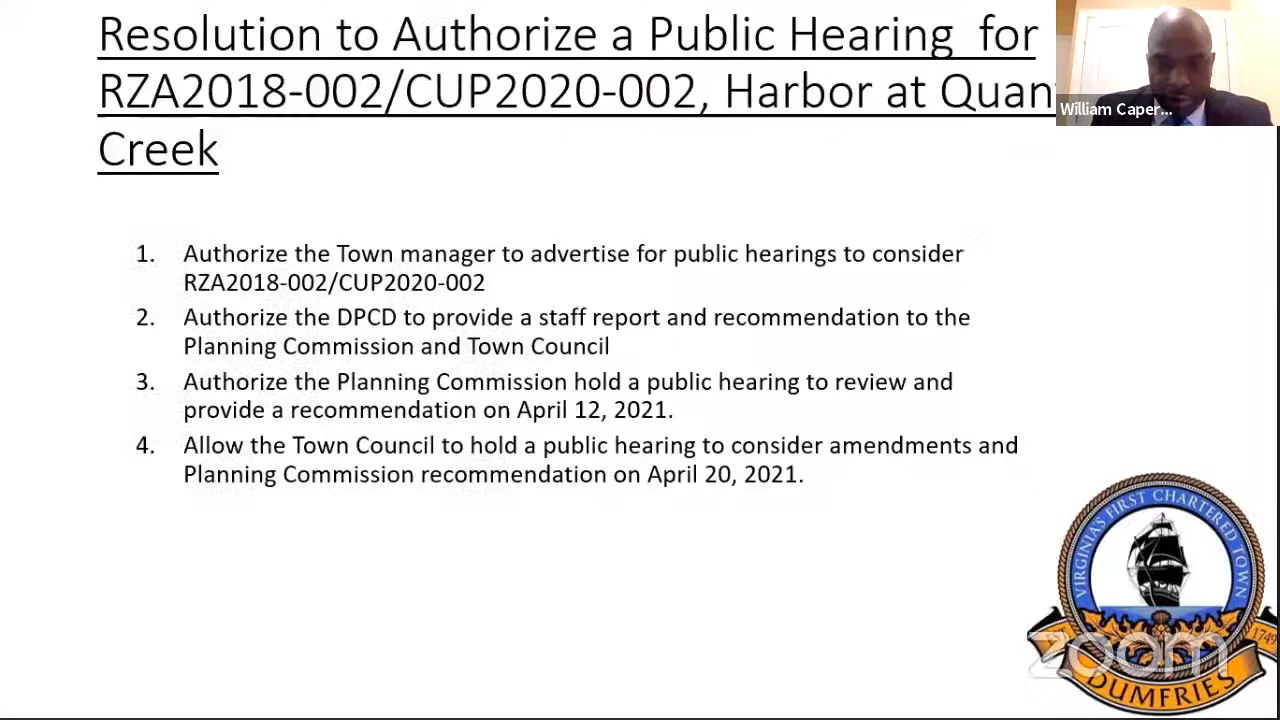 Resolution to Authorize a Public Hearing for
RZA2018-002/CUP2020-002, Harbor at Quan
Creek
William Caper...
1. Authorize the Town manager to advertise for public hearings to consider
RZA2018-002/CUP2020-002
2. Authorize the DPCD to provide a staff report and recommendation to the
Planning Commission and Town Council
3. Authorize the Planning Commission hold a public hearing to review and
provide a recommendation on April 12, 2021.
4. Allow the Town Council to hold a public hearing to consider amendments and
Planning Commission recommendation on April 20, 2021.
VIRGINIA'S FIRST CHARTERED TOWN
1749
zoom
DUMFRIES